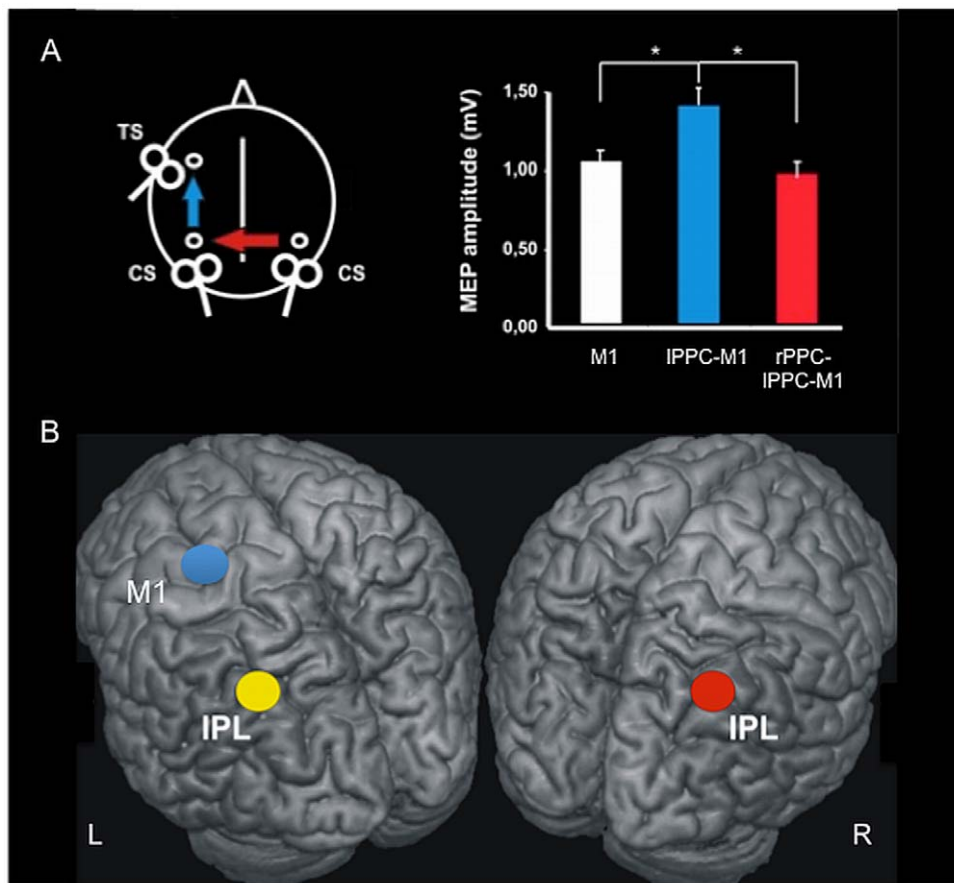 A
TS
CS
CS
MEP amplitude (mV)
1,50
1,00
0,50
0,00
*
*
M1
lPPC-M1
rPPC-
lPPC-M1
B
M1
IPL
IPL
L
R